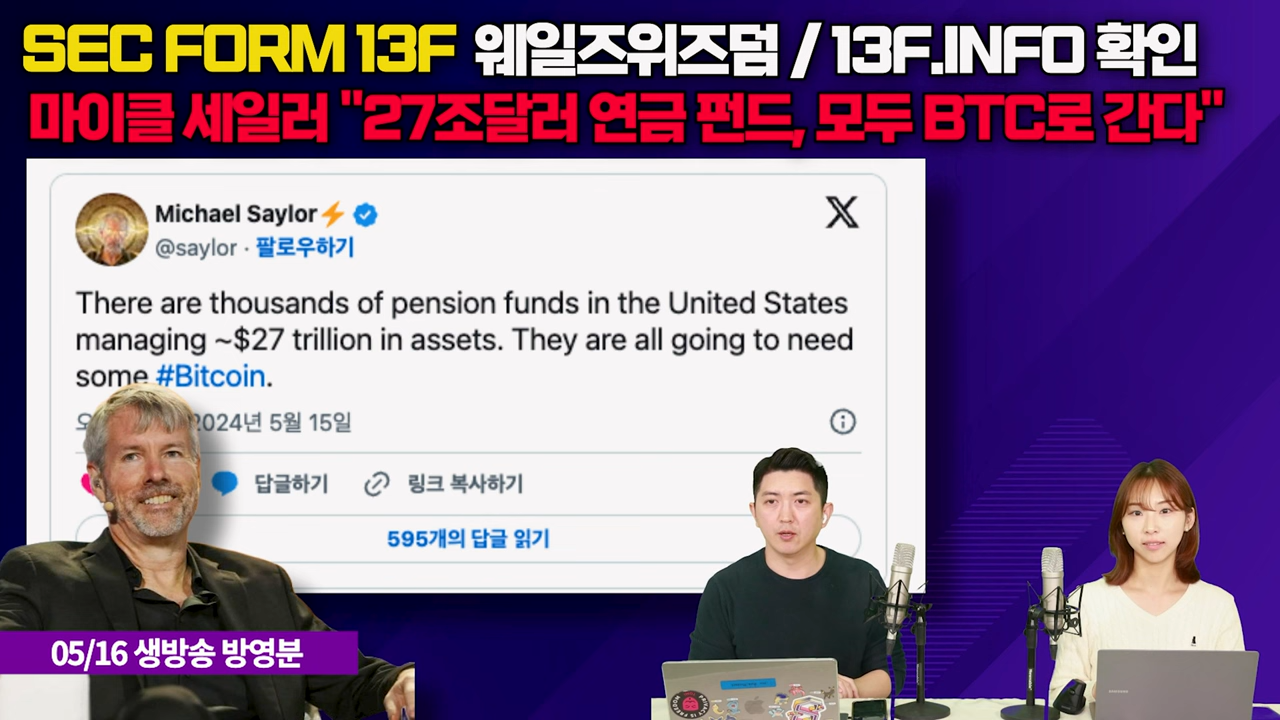 SEC FORM 13F 웨일즈위즈덤 / 13F.INFO 확인
마이클 세일러 "27조달러 연금 펀드, 모두 BTC로 간다"
Michael Saylor⚡
@saylor · 팔로우하기
There are thousands of pension funds in the United States
managing ~$27 trillion in assets. They are all going to need
some #Bitcoin.
2024년 5월 15일
답글하기 링크 복사하기
595개의 답글 읽기
05/16 생방송 방영분